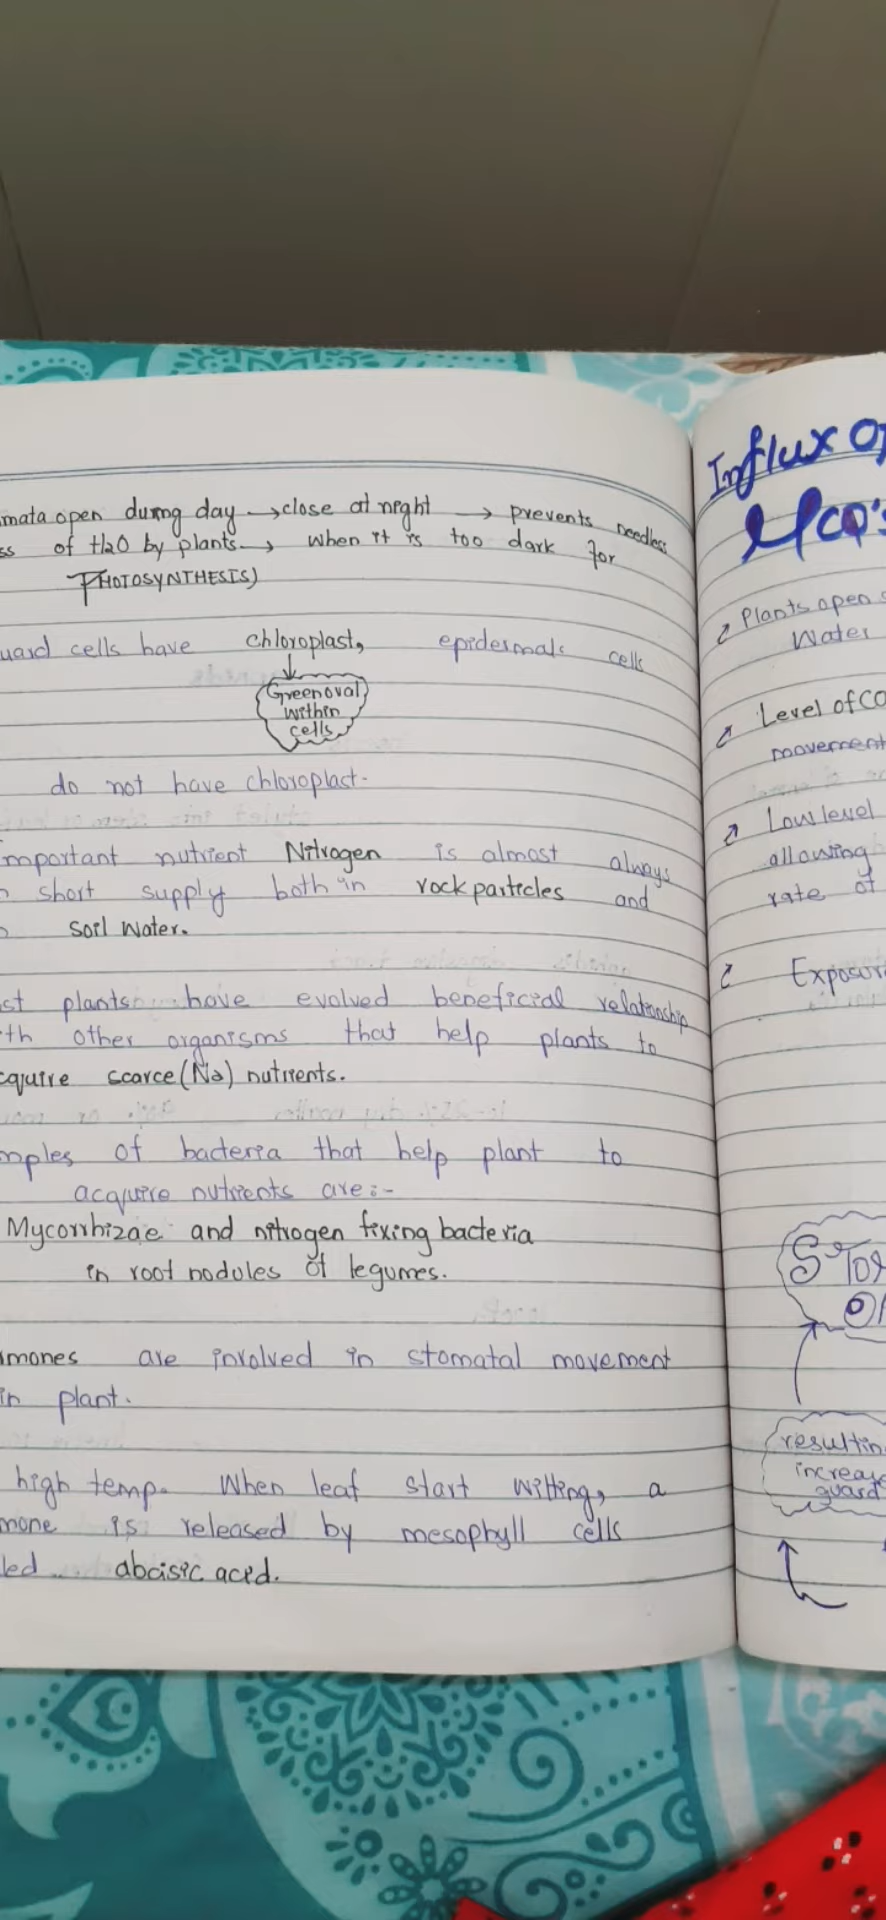 mata open during day → close at night → prevents needless
ss of H2O by plants → when it is too dark for
PHOTOSYNTHESIS)
uard cells have chloroplast, epidermal cells
Green oval
within
cells
do not have chloroplast.
mportant nutrient Nitrogen is almost always
short supply both in rock particles and
soil water.
st plants have evolved beneficial relationship
th other organisms that help plants to
cquire scarce (Na) nutrients.
mples of bacteria that help plant to
acquire nutrients are:-
Mycorrhizae and nitrogen fixing bacteria
in root nodules of legumes.
mones are involved in stomatal movement
in plant.
high temp. When leaf start wilting, a
mone is released by mesophyll cells
led abcisic acid.
Influx of
MCQ's
Plants open
Water
Level of CO
movement
Low level
allowing
rate of
Exposur
STO
resultin
increase
guard